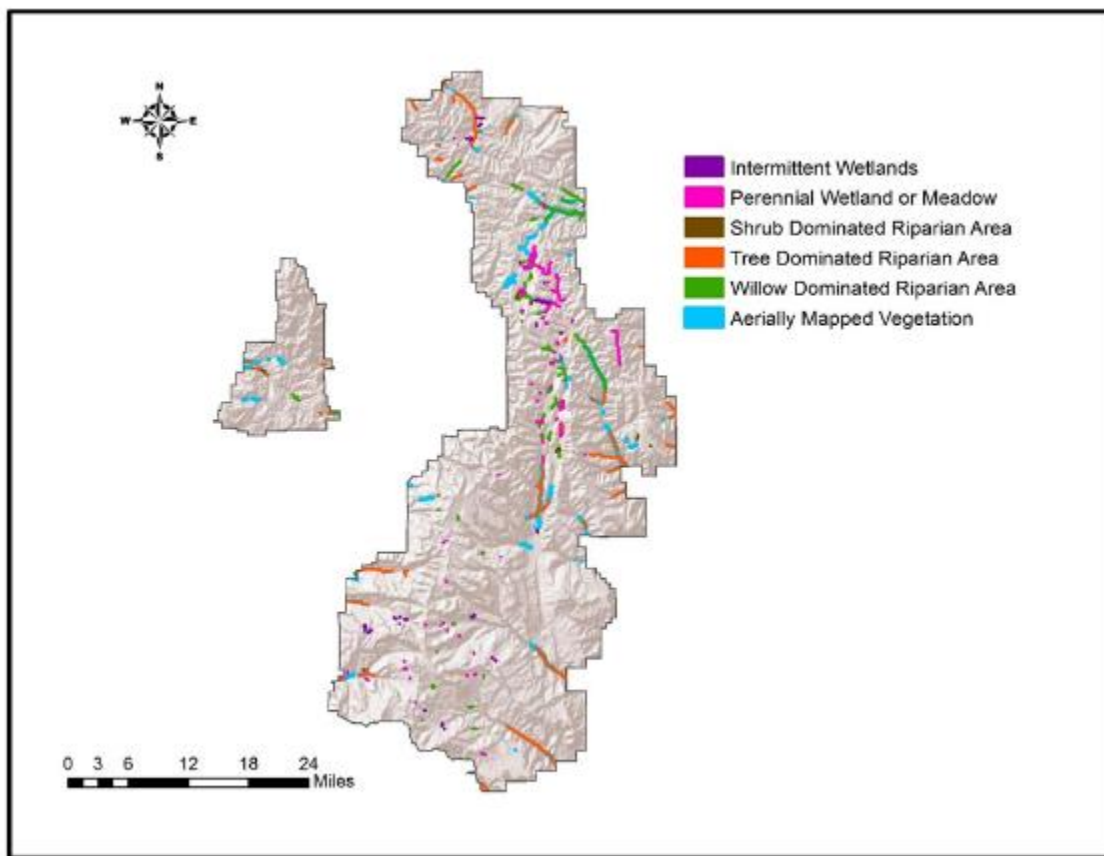 N
W E
S
Intermittent Wetlands
Perennial Wetland or Meadow
Shrub Dominated Riparian Area
Tree Dominated Riparian Area
Willow Dominated Riparian Area
Aerially Mapped Vegetation
0 3 6 12 18 24
Miles